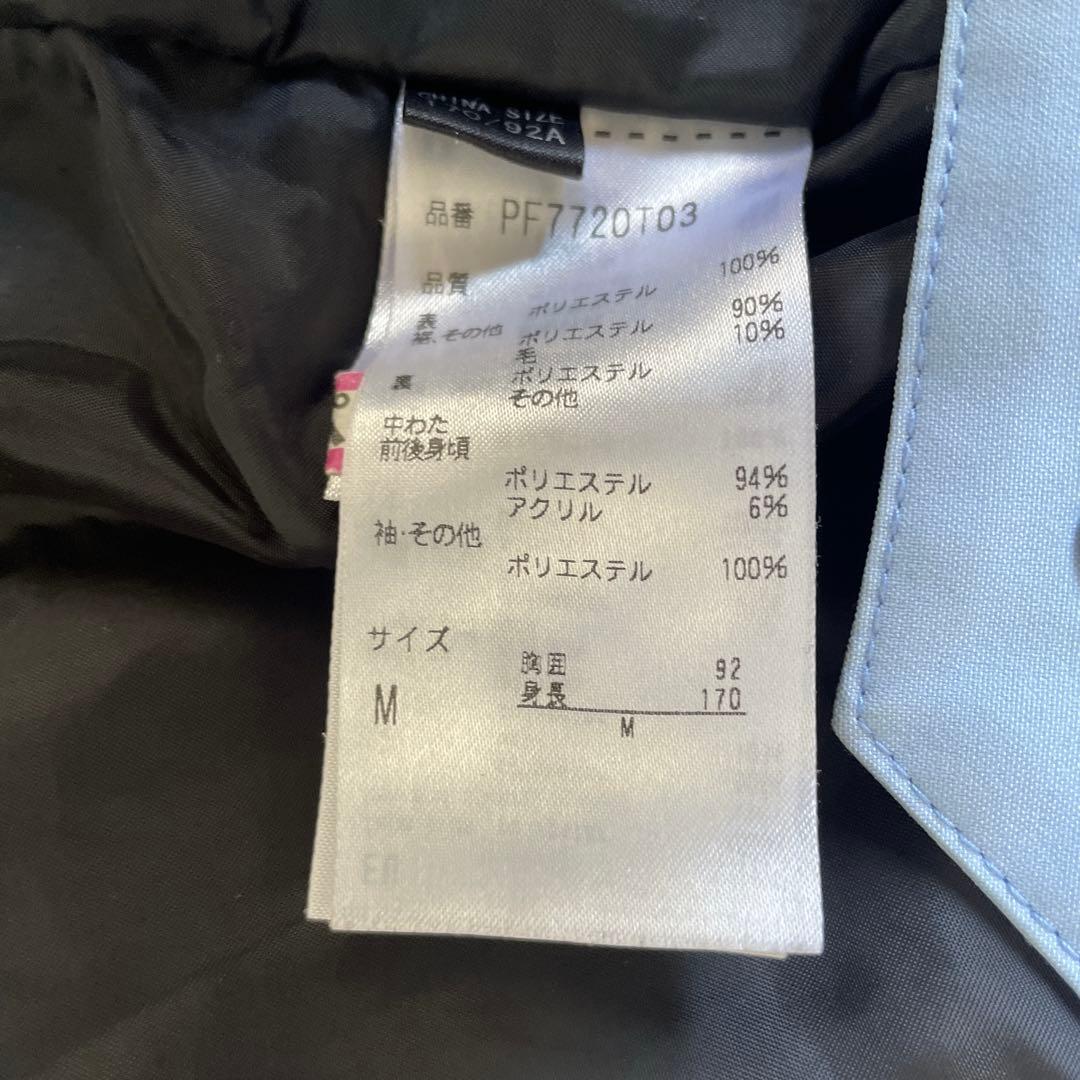 CHINA SIZE
170/92A
品番 PF7720T03
品質
表 ポリエステル 100%
裾、その他 ポリエステル 90%
毛 10%
裏 ポリエステル
その他
中わた
前後身頃
ポリエステル 94%
アクリル 6%
袖・その他
ポリエステル 100%
サイズ
胸囲 92
M 身長 170
M